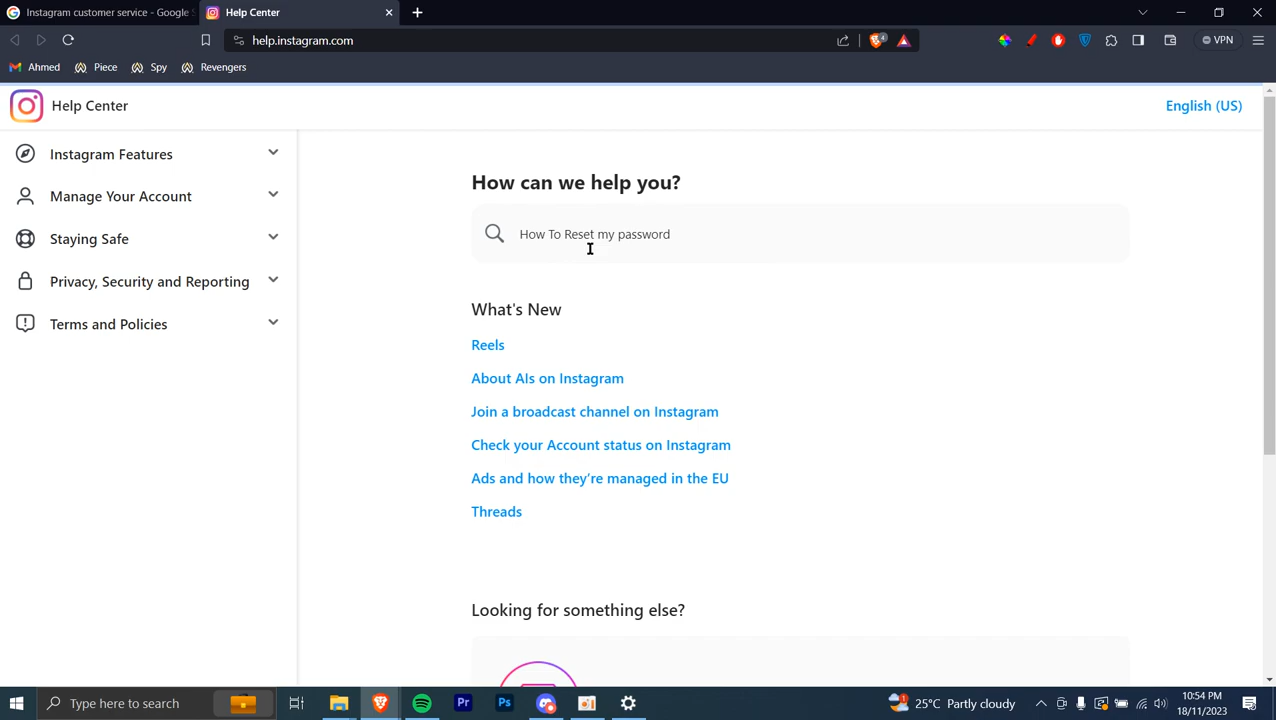 Instagram customer service - Google S
Help Center
help.instagram.com
4
VPN
Ahmed
Piece
Spy
Revengers
Help Center
English (US)
Instagram Features
Manage Your Account
Staying Safe
Privacy, Security and Reporting
Terms and Policies
How can we help you?
How To Reset my password
What's New
Reels
About AIs on Instagram
Join a broadcast channel on Instagram
Check your Account status on Instagram
Ads and how they're managed in the EU
Threads
Looking for something else?
Type here to search
Pr
Ps
1
25°C Partly cloudy
10:54 PM
18/11/2023